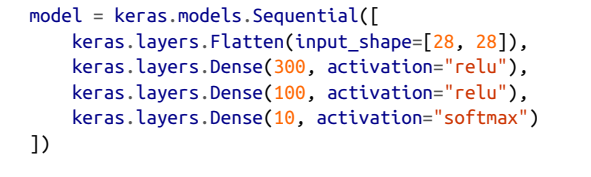 model = keras.models.Sequential([
    keras.layers.Flatten(input_shape=[28, 28]),
    keras.layers.Dense(300, activation="relu"),
    keras.layers.Dense(100, activation="relu"),
    keras.layers.Dense(10, activation="softmax")
])